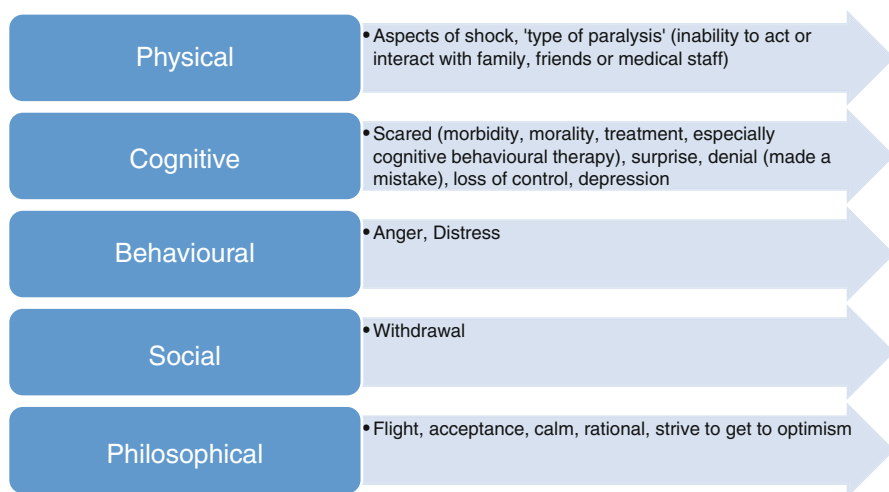 Physical
•Aspects of shock, 'type of paralysis' (inability to act or
interact with family, friends or medical staff)
Cognitive
•Scared (morbidity, morality, treatment, especially
cognitive behavioural therapy), surprise, denial (made a
mistake), loss of control, depression
Behavioural
•Anger, Distress
Social
•Withdrawal
Philosophical
•Flight, acceptance, calm, rational, strive to get to optimism